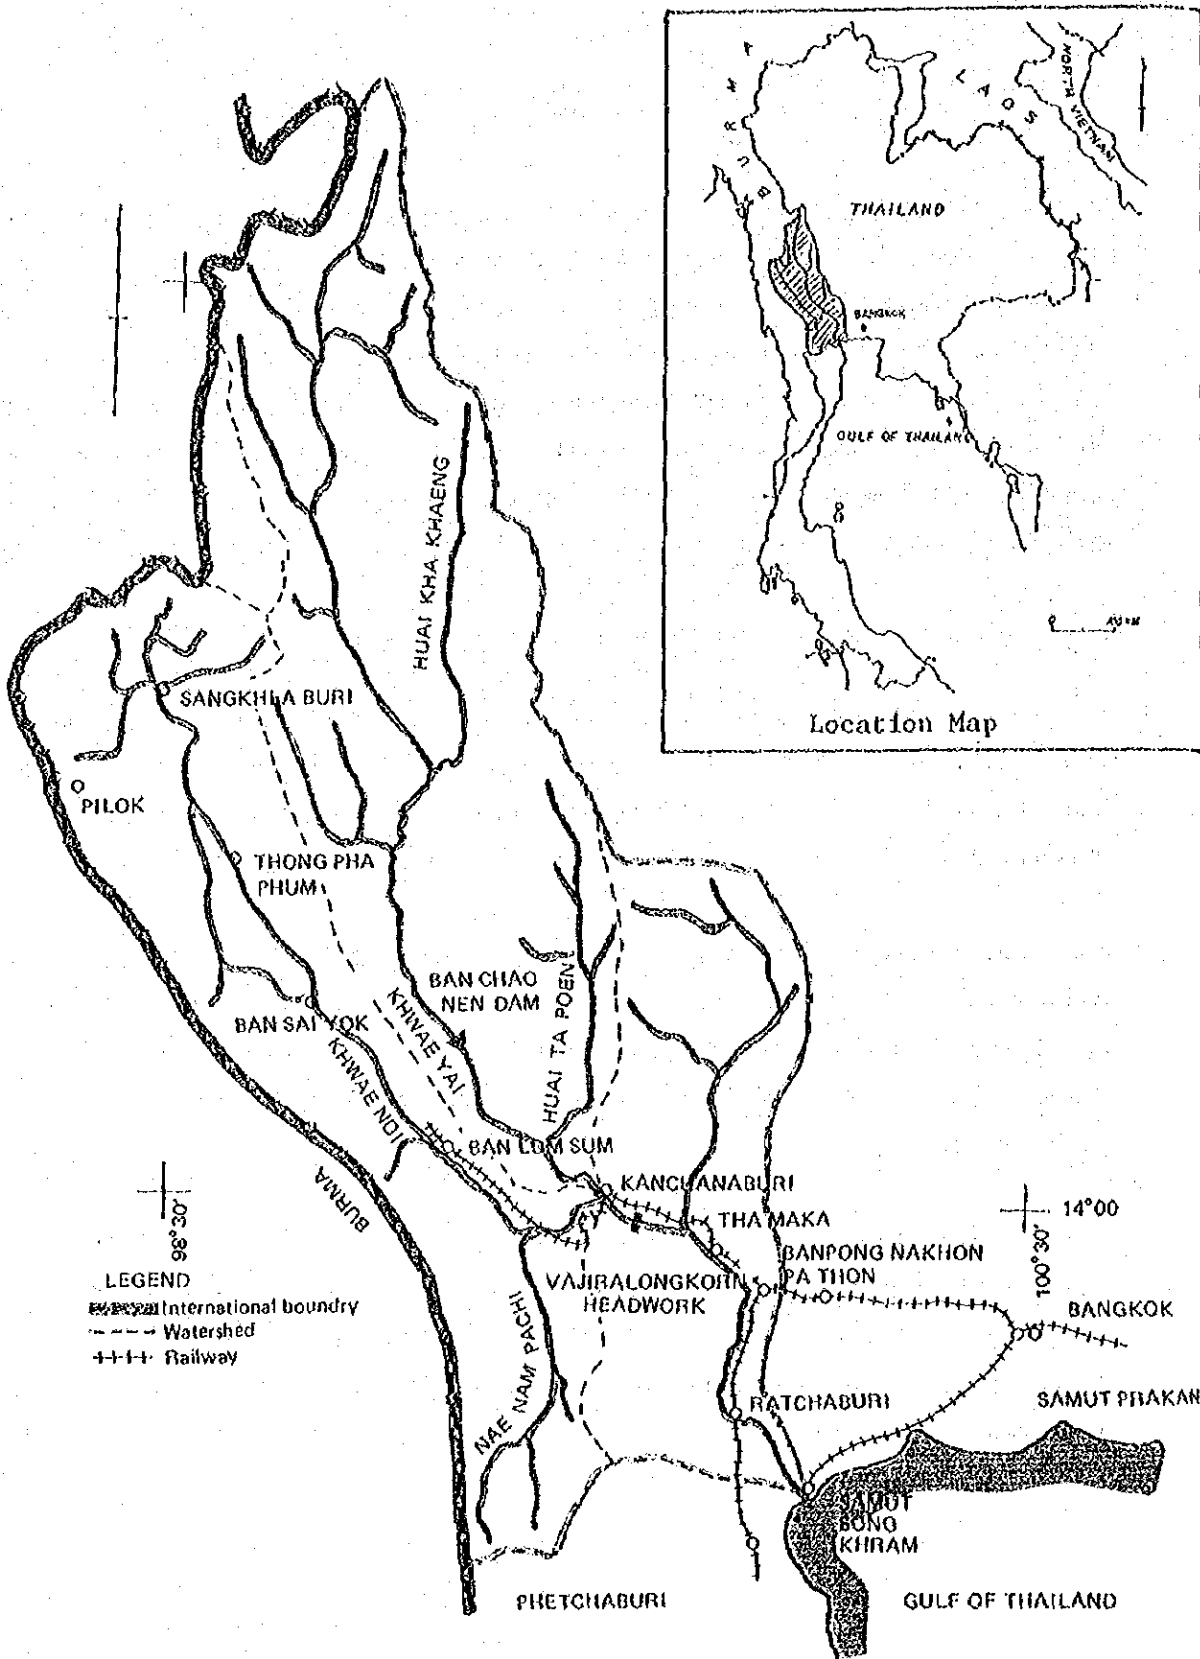 BURMA
LAOS
NORTH VIETNAM
THAILAND
BANGKOK
GULF OF THAILAND
0
Location Map
HUAI KHA KHAENG
SANGKHLA BURI
PILOK
THONG PHA
PHUM
BAN CHAO
NEN DAM
BAN SAI YOK
KHWAE YAI
KHWAE NOI
HUAI TA POEN
BAN LUM SUM
KANCHANABURI
THA MAKA
BURMA
98°30'
14°00
100°30'
BANPONG NAKHON
PA THON
VAJIRALONGKORN
HEADWORK
BANGKOK
LEGEND
International boundry
Watershed
Railway
NAE NAM PACHI
RATCHABURI
SAMUT PRAKAN
SAMUT
SONG
KHRAM
PHETCHABURI
GULF OF THAILAND